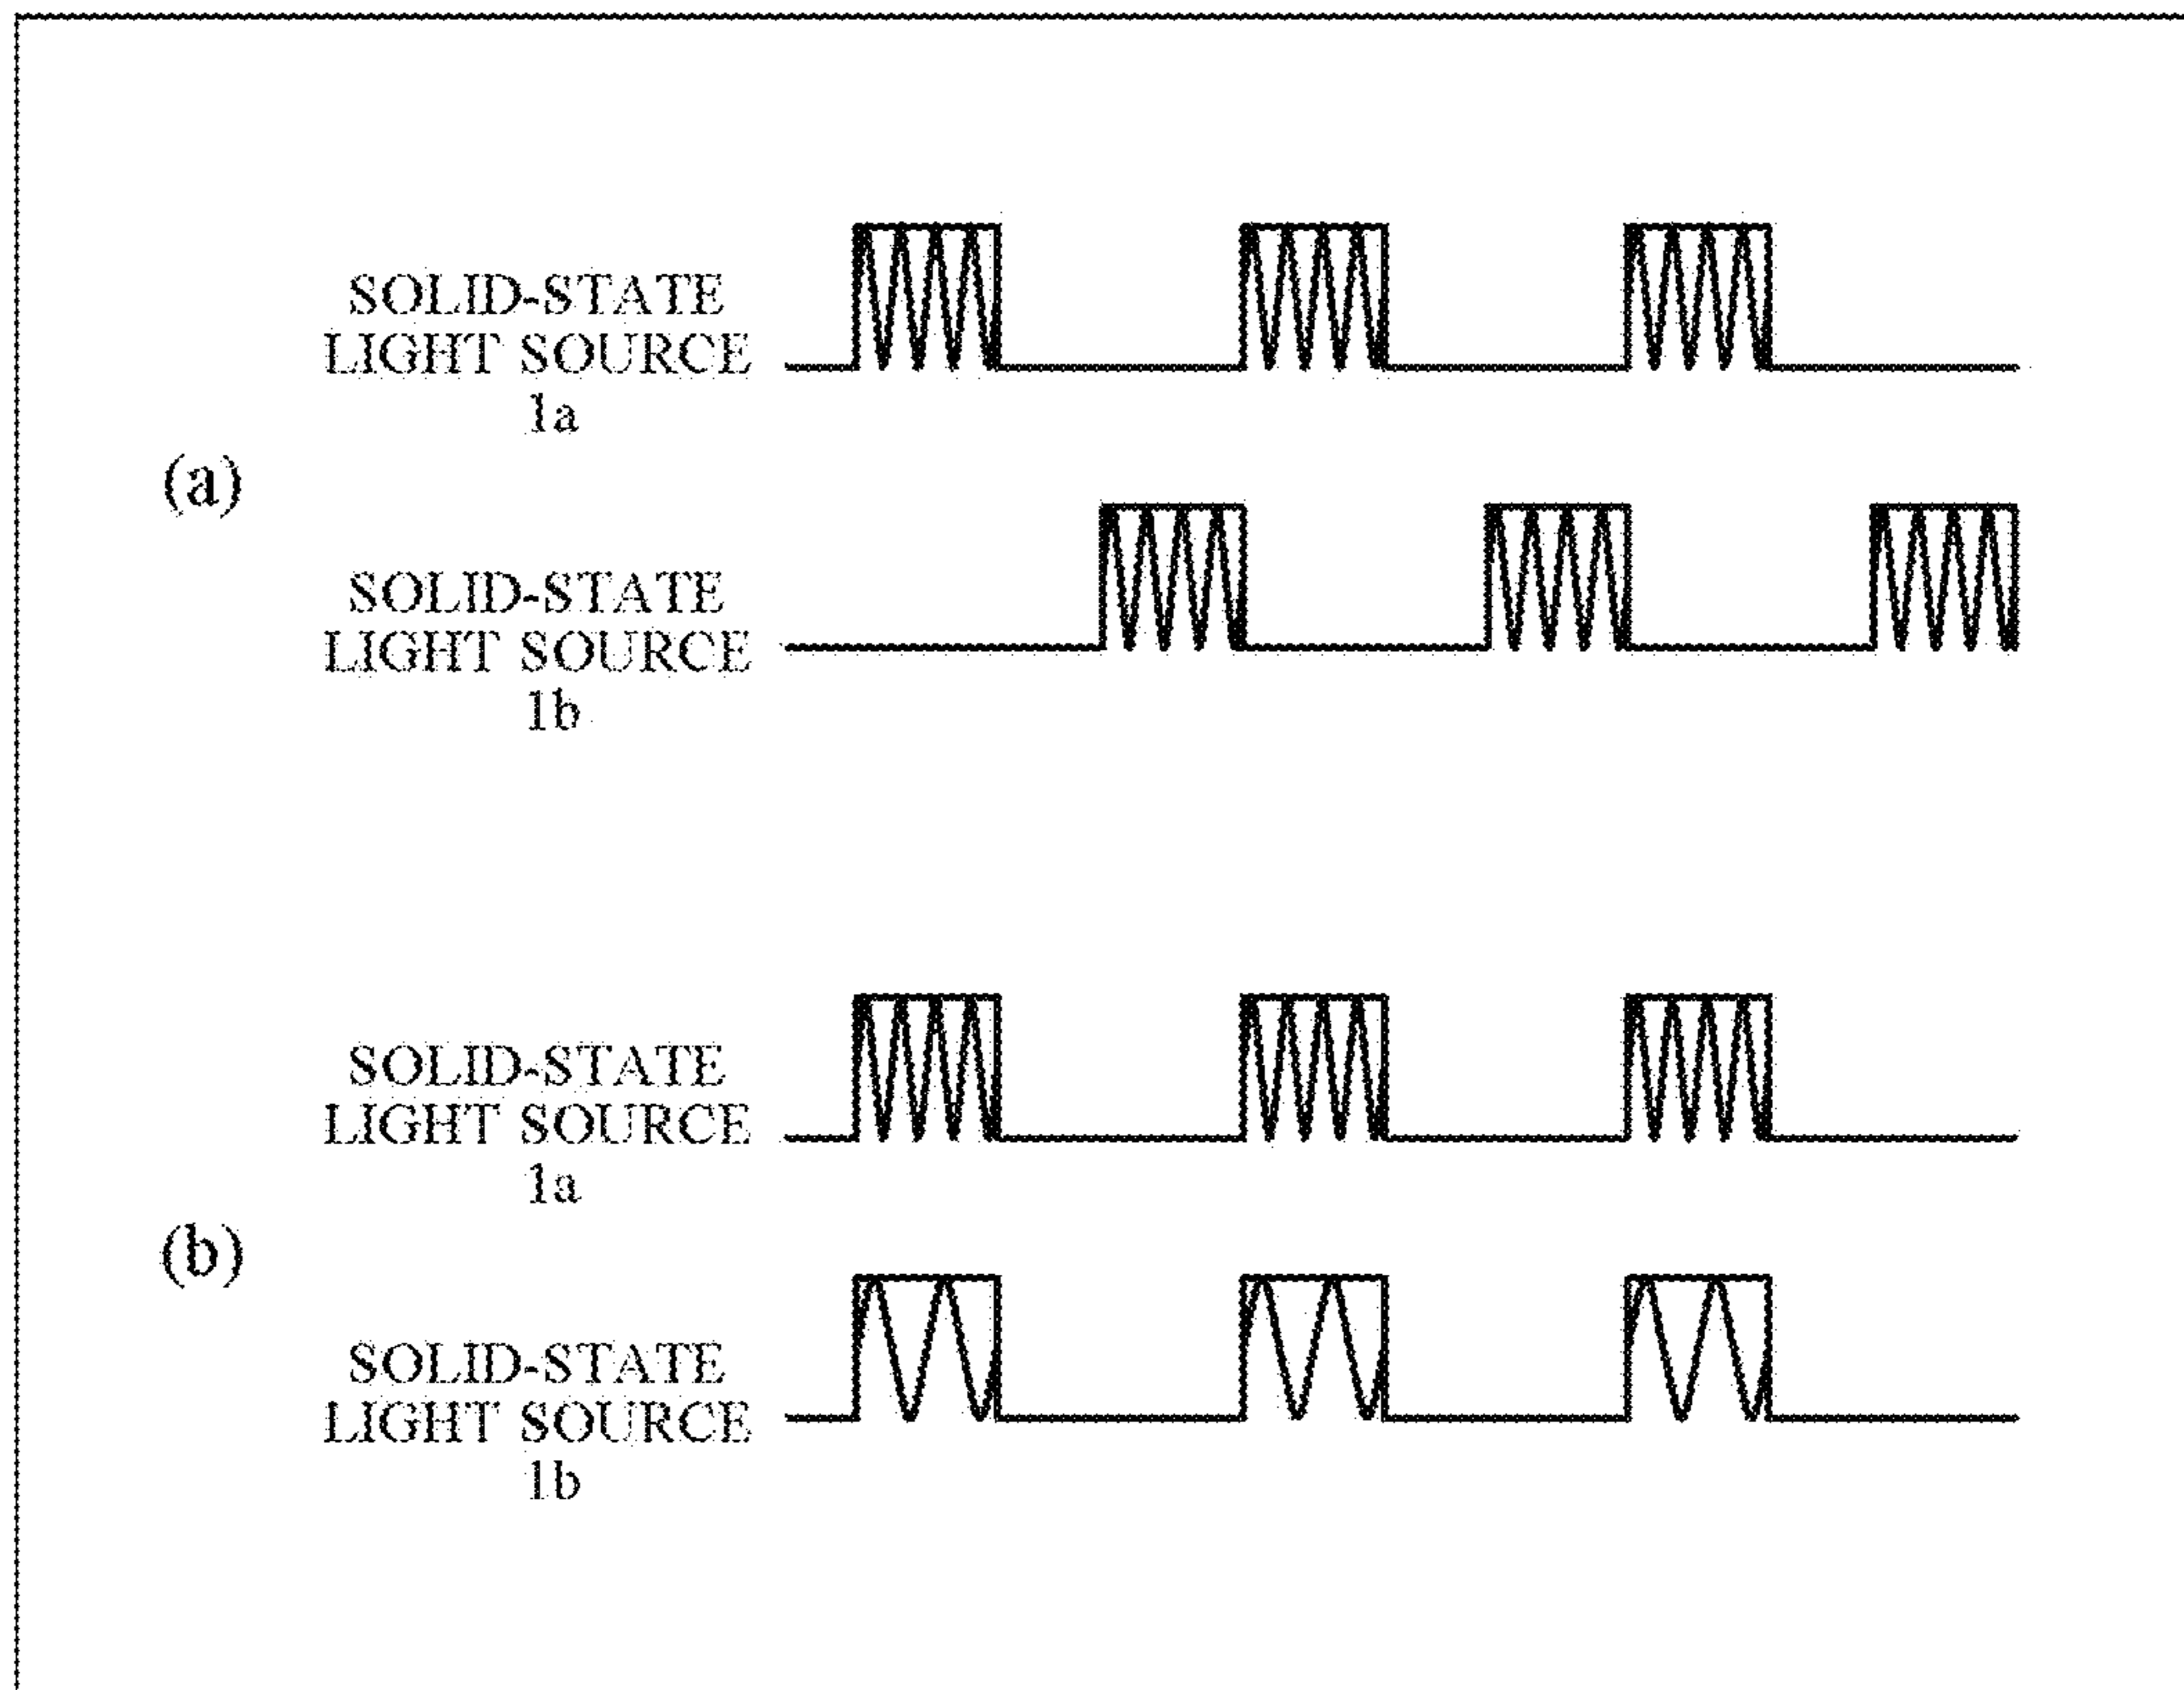 SOLID-STATE
LIGHT SOURCE
1a
(a)
SOLID-STATE
LIGHT SOURCE
1b
SOLID-STATE
LIGHT SOURCE
1a
(b)
SOLID-STATE
LIGHT SOURCE
1b